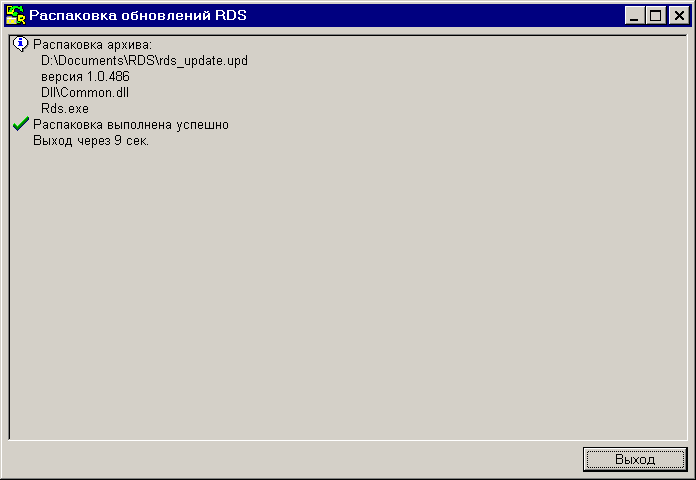 Распаковка обновлений RDS
Распаковка архива:
D:\Documents\RDS\rds_update.upd
версия 1.0.486
Dll\Common.dll
Rds.exe
Распаковка выполнена успешно
Выход через 9 сек.
Выход